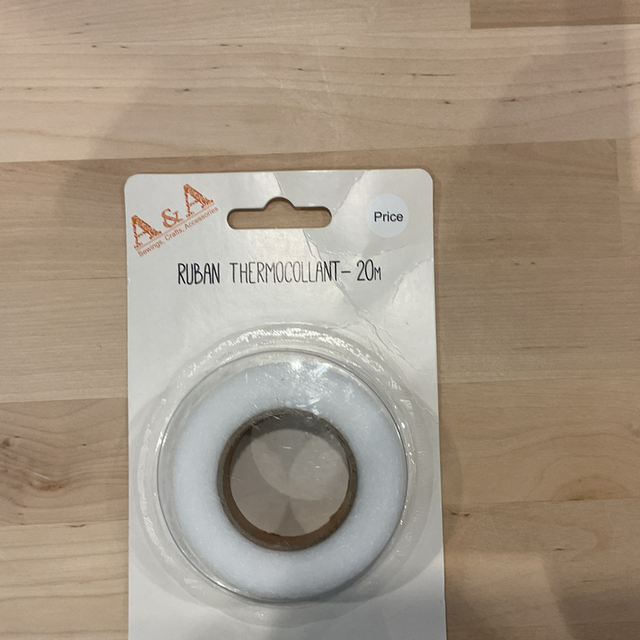 A & A
Sewings, Crafts, Accessories
Price
RUBAN THERMOCOLLANT- 20M